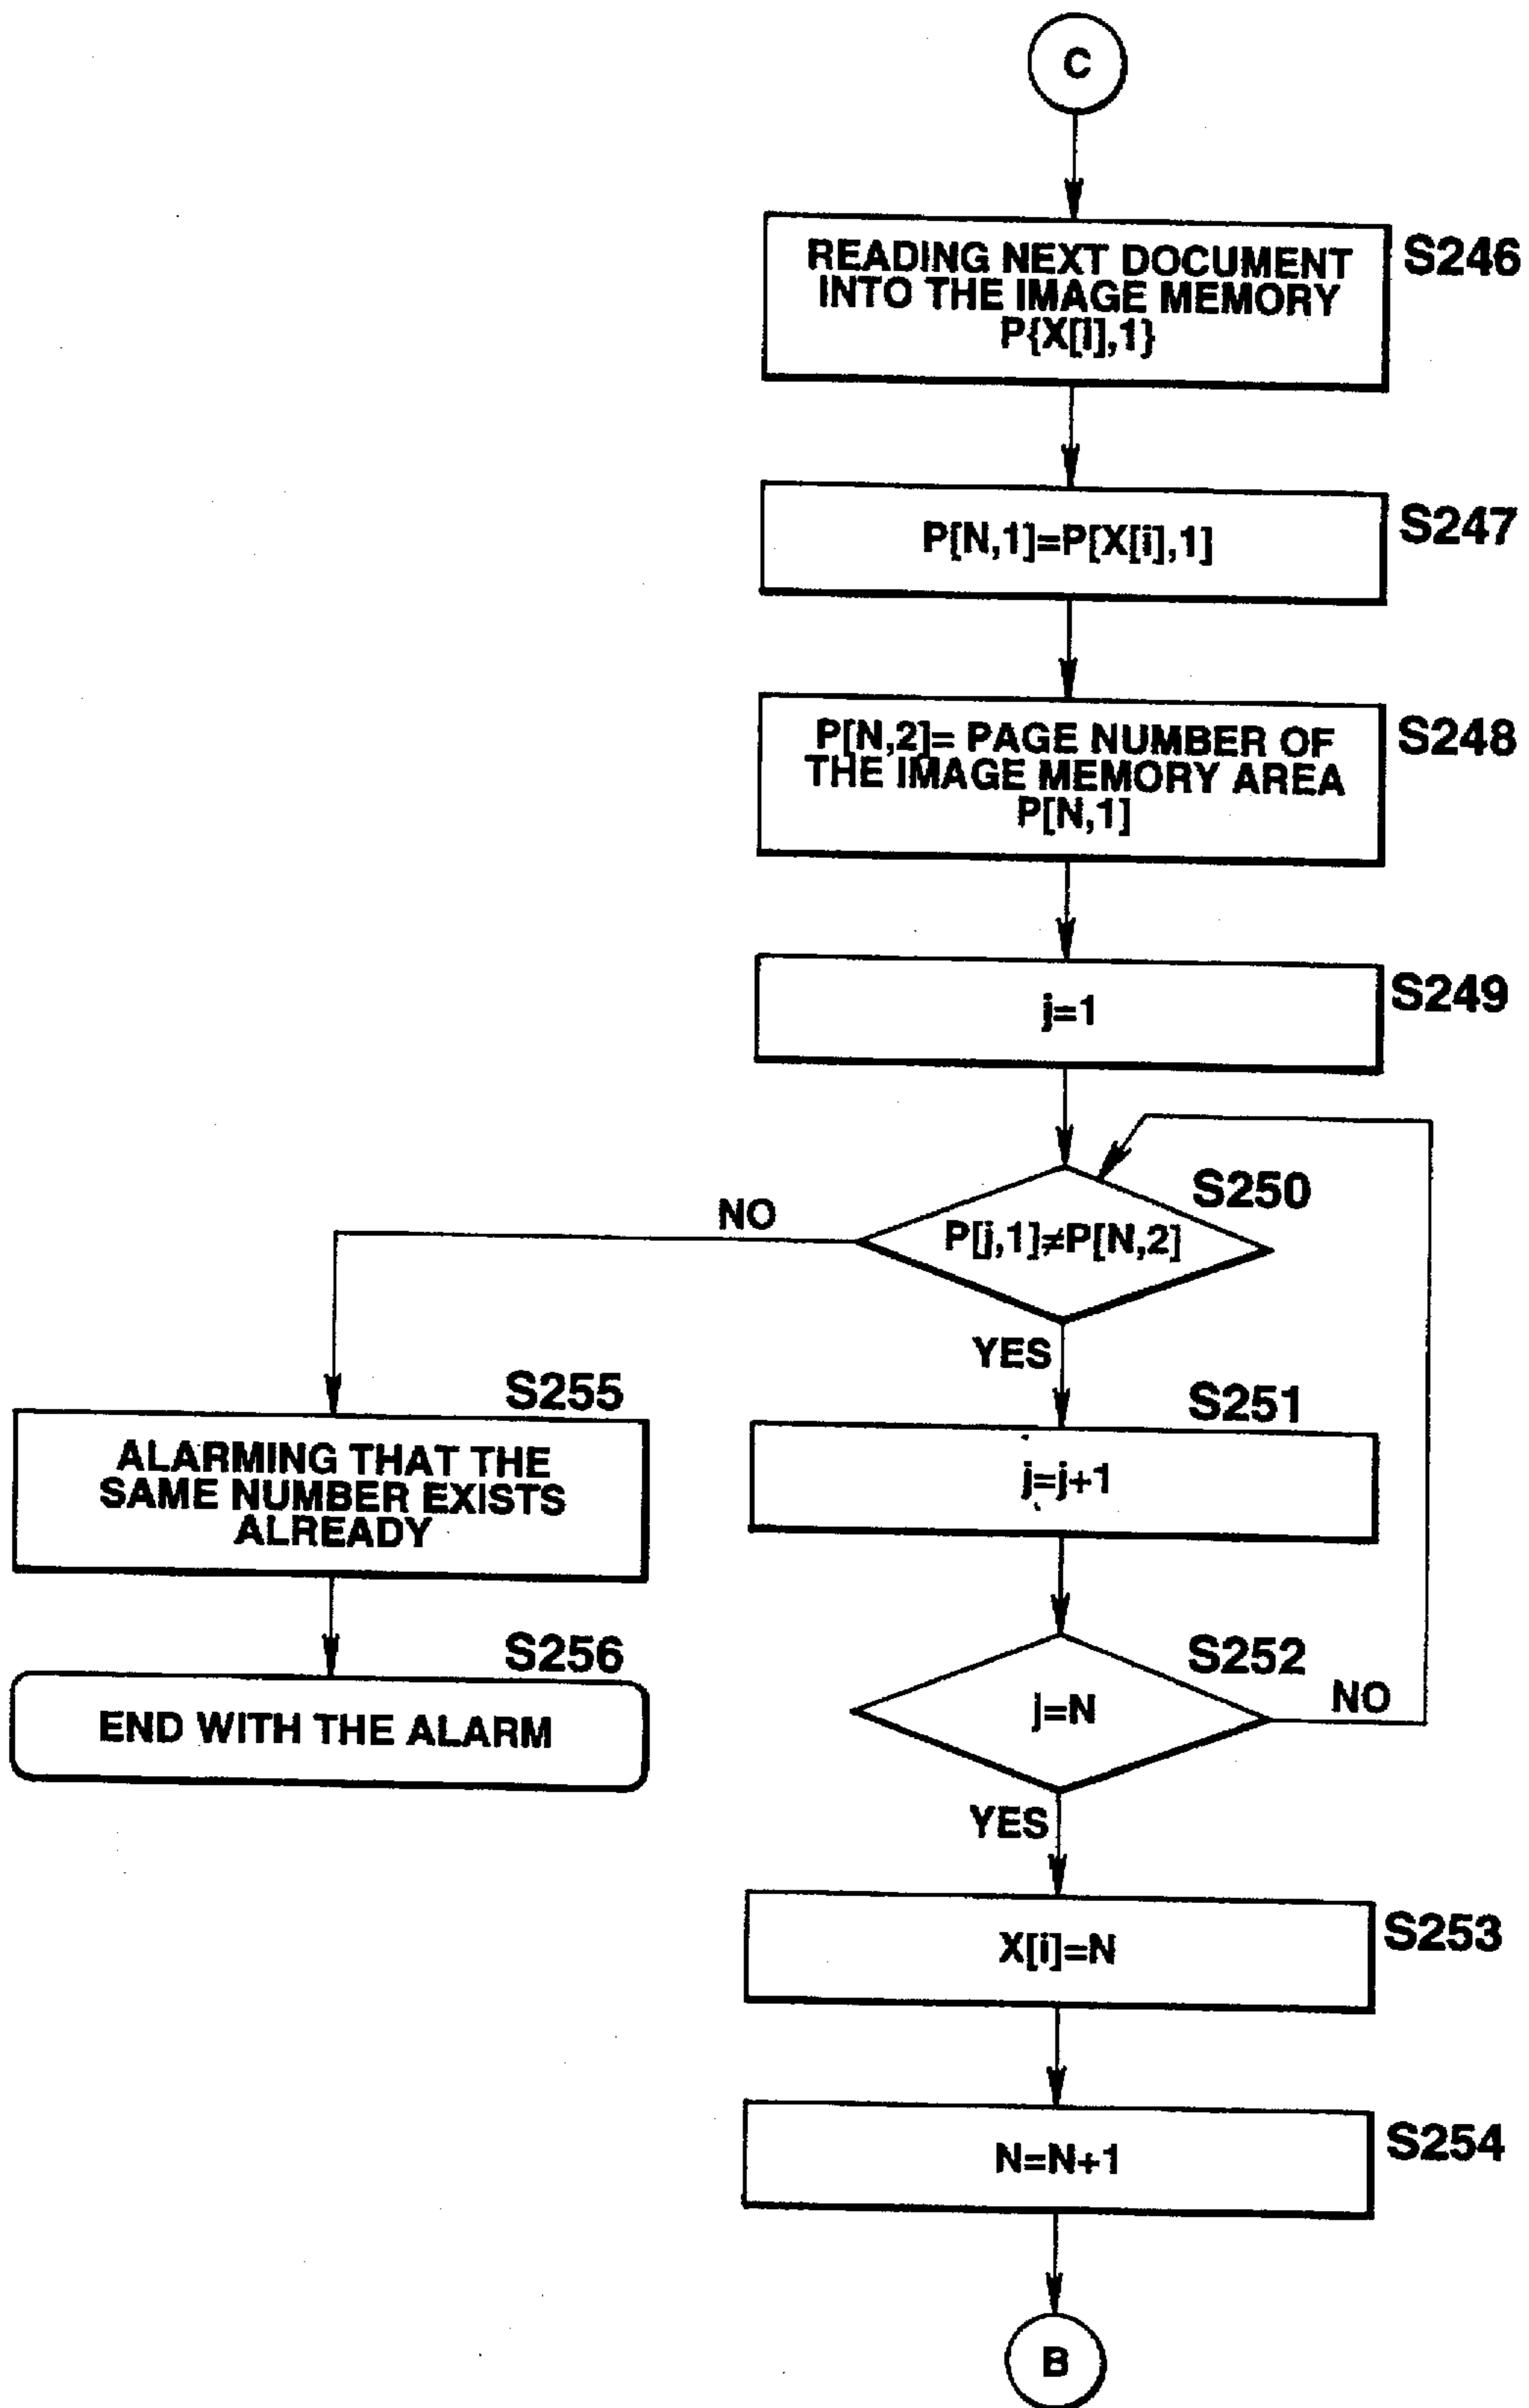 C
READING NEXT DOCUMENT
INTO THE IMAGE MEMORY
P{X[i],1}
S246
P[N,1]=P[X[i],1]
S247
P[N,2]= PAGE NUMBER OF
THE IMAGE MEMORY AREA
P[N,1]
S248
j=1
S249
S250
P[j,1]≠P[N,2]
NO
YES
S255
ALARMING THAT THE
SAME NUMBER EXISTS
ALREADY
S251
j=j+1
S256
END WITH THE ALARM
S252
j=N
NO
YES
X[i]=N
S253
N=N+1
S254
B